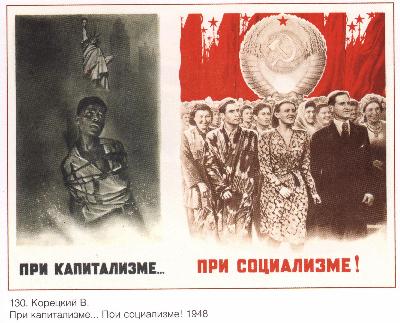 ПРИ КАПИТАЛИЗМЕ...
ПРИ СОЦИАЛИЗМЕ!
130. Корецкий В.
При капитализме... При социализме! 1948